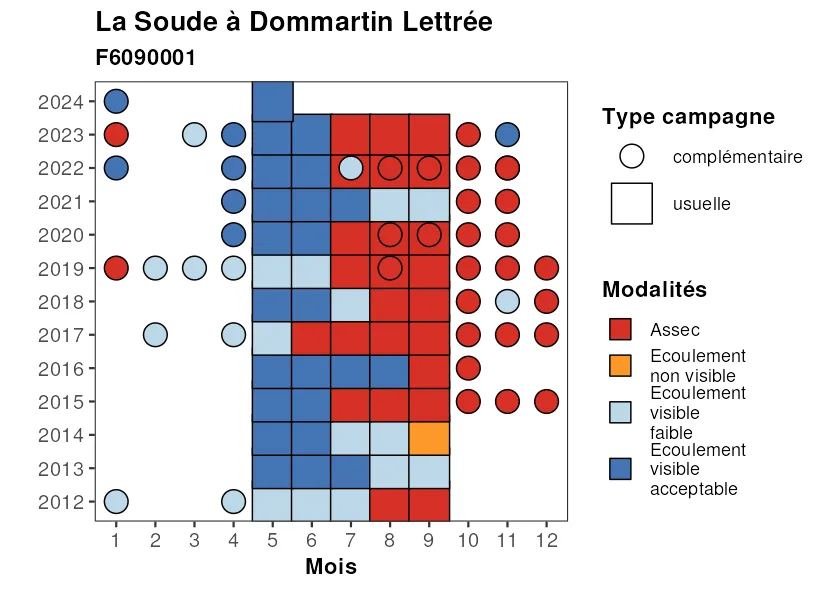 La Soude à Dommartin Lettrée
F6090001
2024
2023
2022
2021
2020
2019
2018
2017
2016
2015
2014
2013
2012
1 2 3 4 5 6 7 8 9 10 11 12
Mois
Type campagne
complémentaire
usuelle
Modalités
Assec
Ecoulement
non visible
Ecoulement
visible
faible
Ecoulement
visible
acceptable